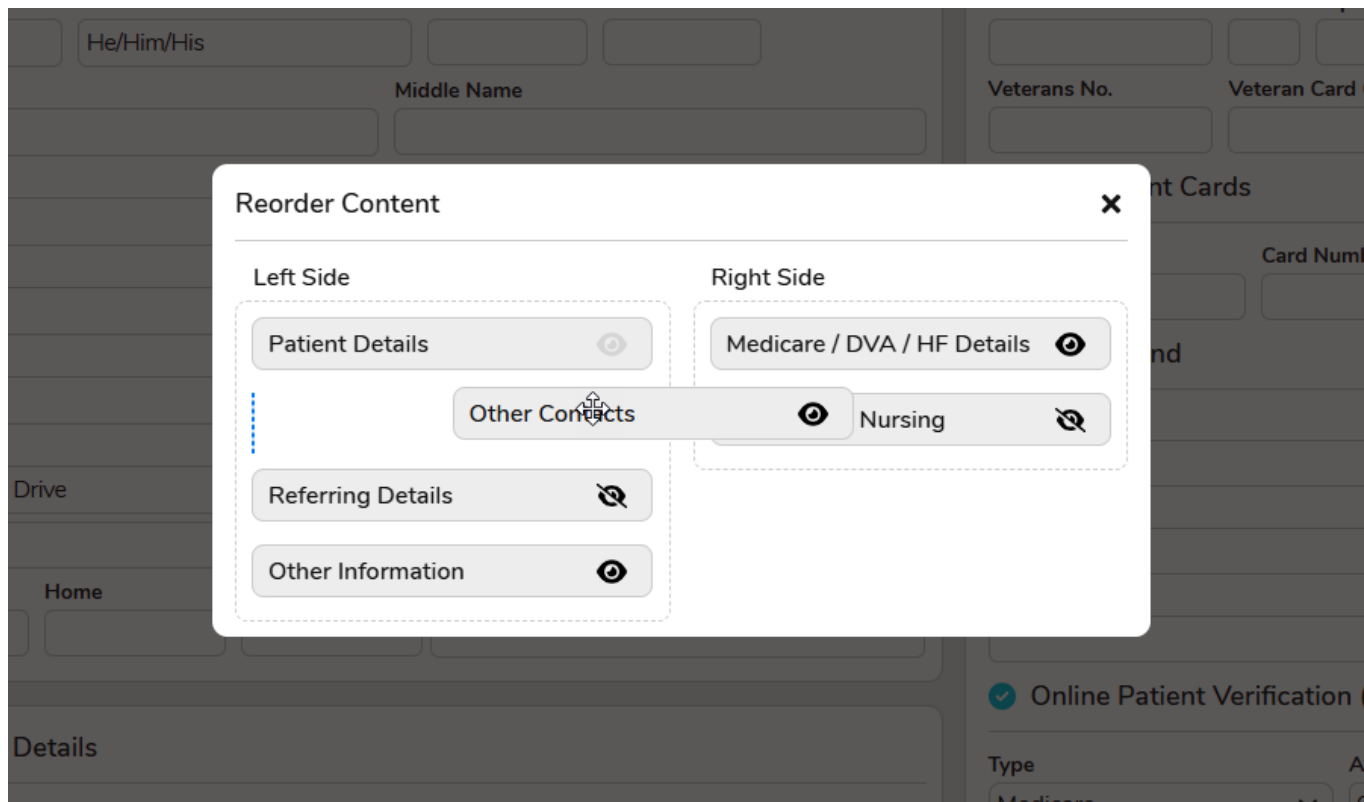 He/Him/His
Middle Name
Veterans No.
Veteran Card
nt Cards
Card Num
nd
Reorder Content
Left Side
Right Side
Patient Details
Medicare / DVA / HF Details
Other Contacts
Nursing
Referring Details
Other Information
Drive
Home
Online Patient Verification (
Details
Type
A
Medicare